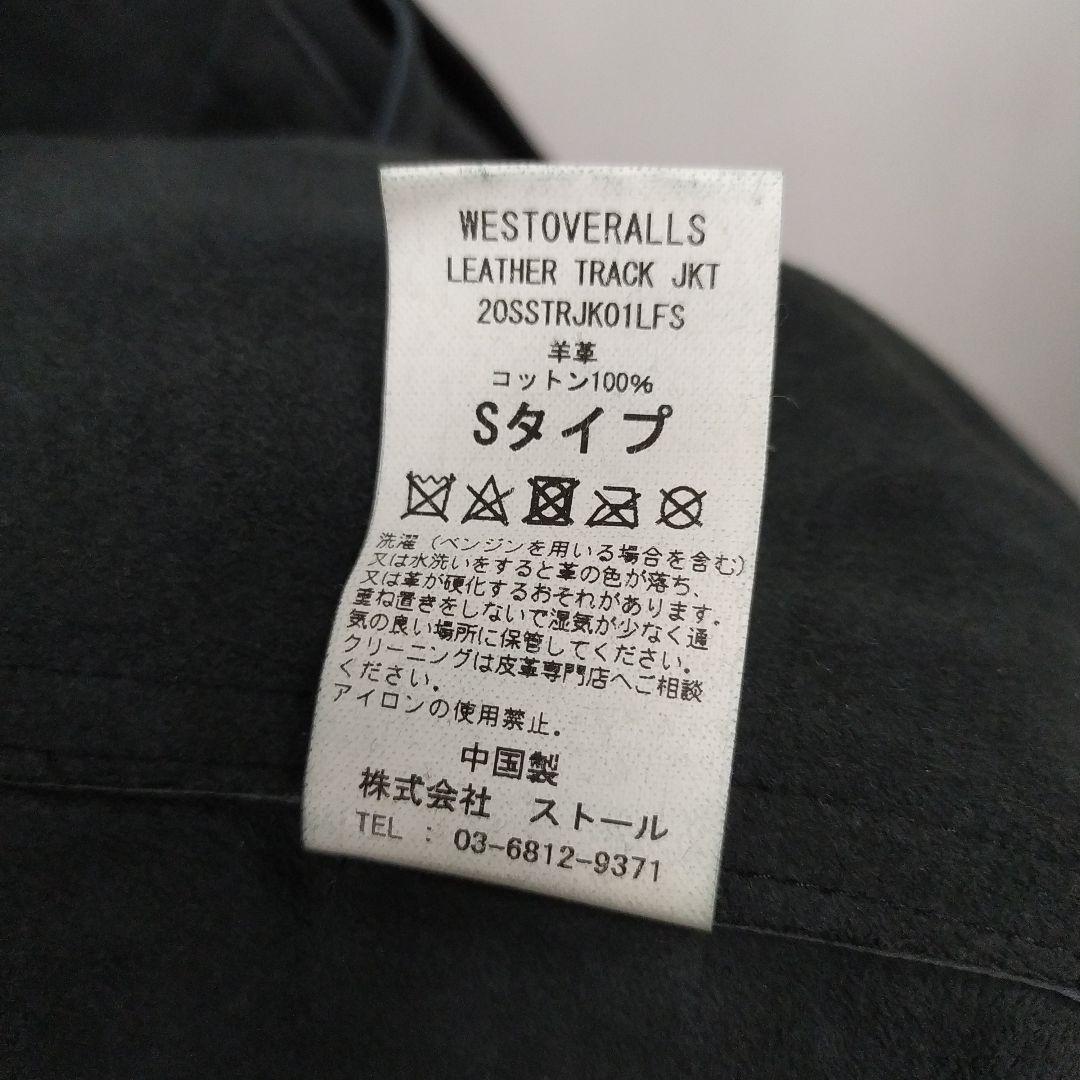 WESTOVERALLS
LEATHER TRACK JKT
20SSTRJK01LFS
羊革
コットン100%
Sタイプ
洗濯(ベンジンを用いる場合を含む)
又は水洗いをすると革の色が落ち、
又は革が硬化するおそれがあります。
重ね置きをしないで湿気が少なく通
気の良い場所に保管してください。
クリーニングは皮革専門店へご相談
ください。
アイロンの使用禁止。
中国製
株式会社 ストール
TEL : 03-6812-9371